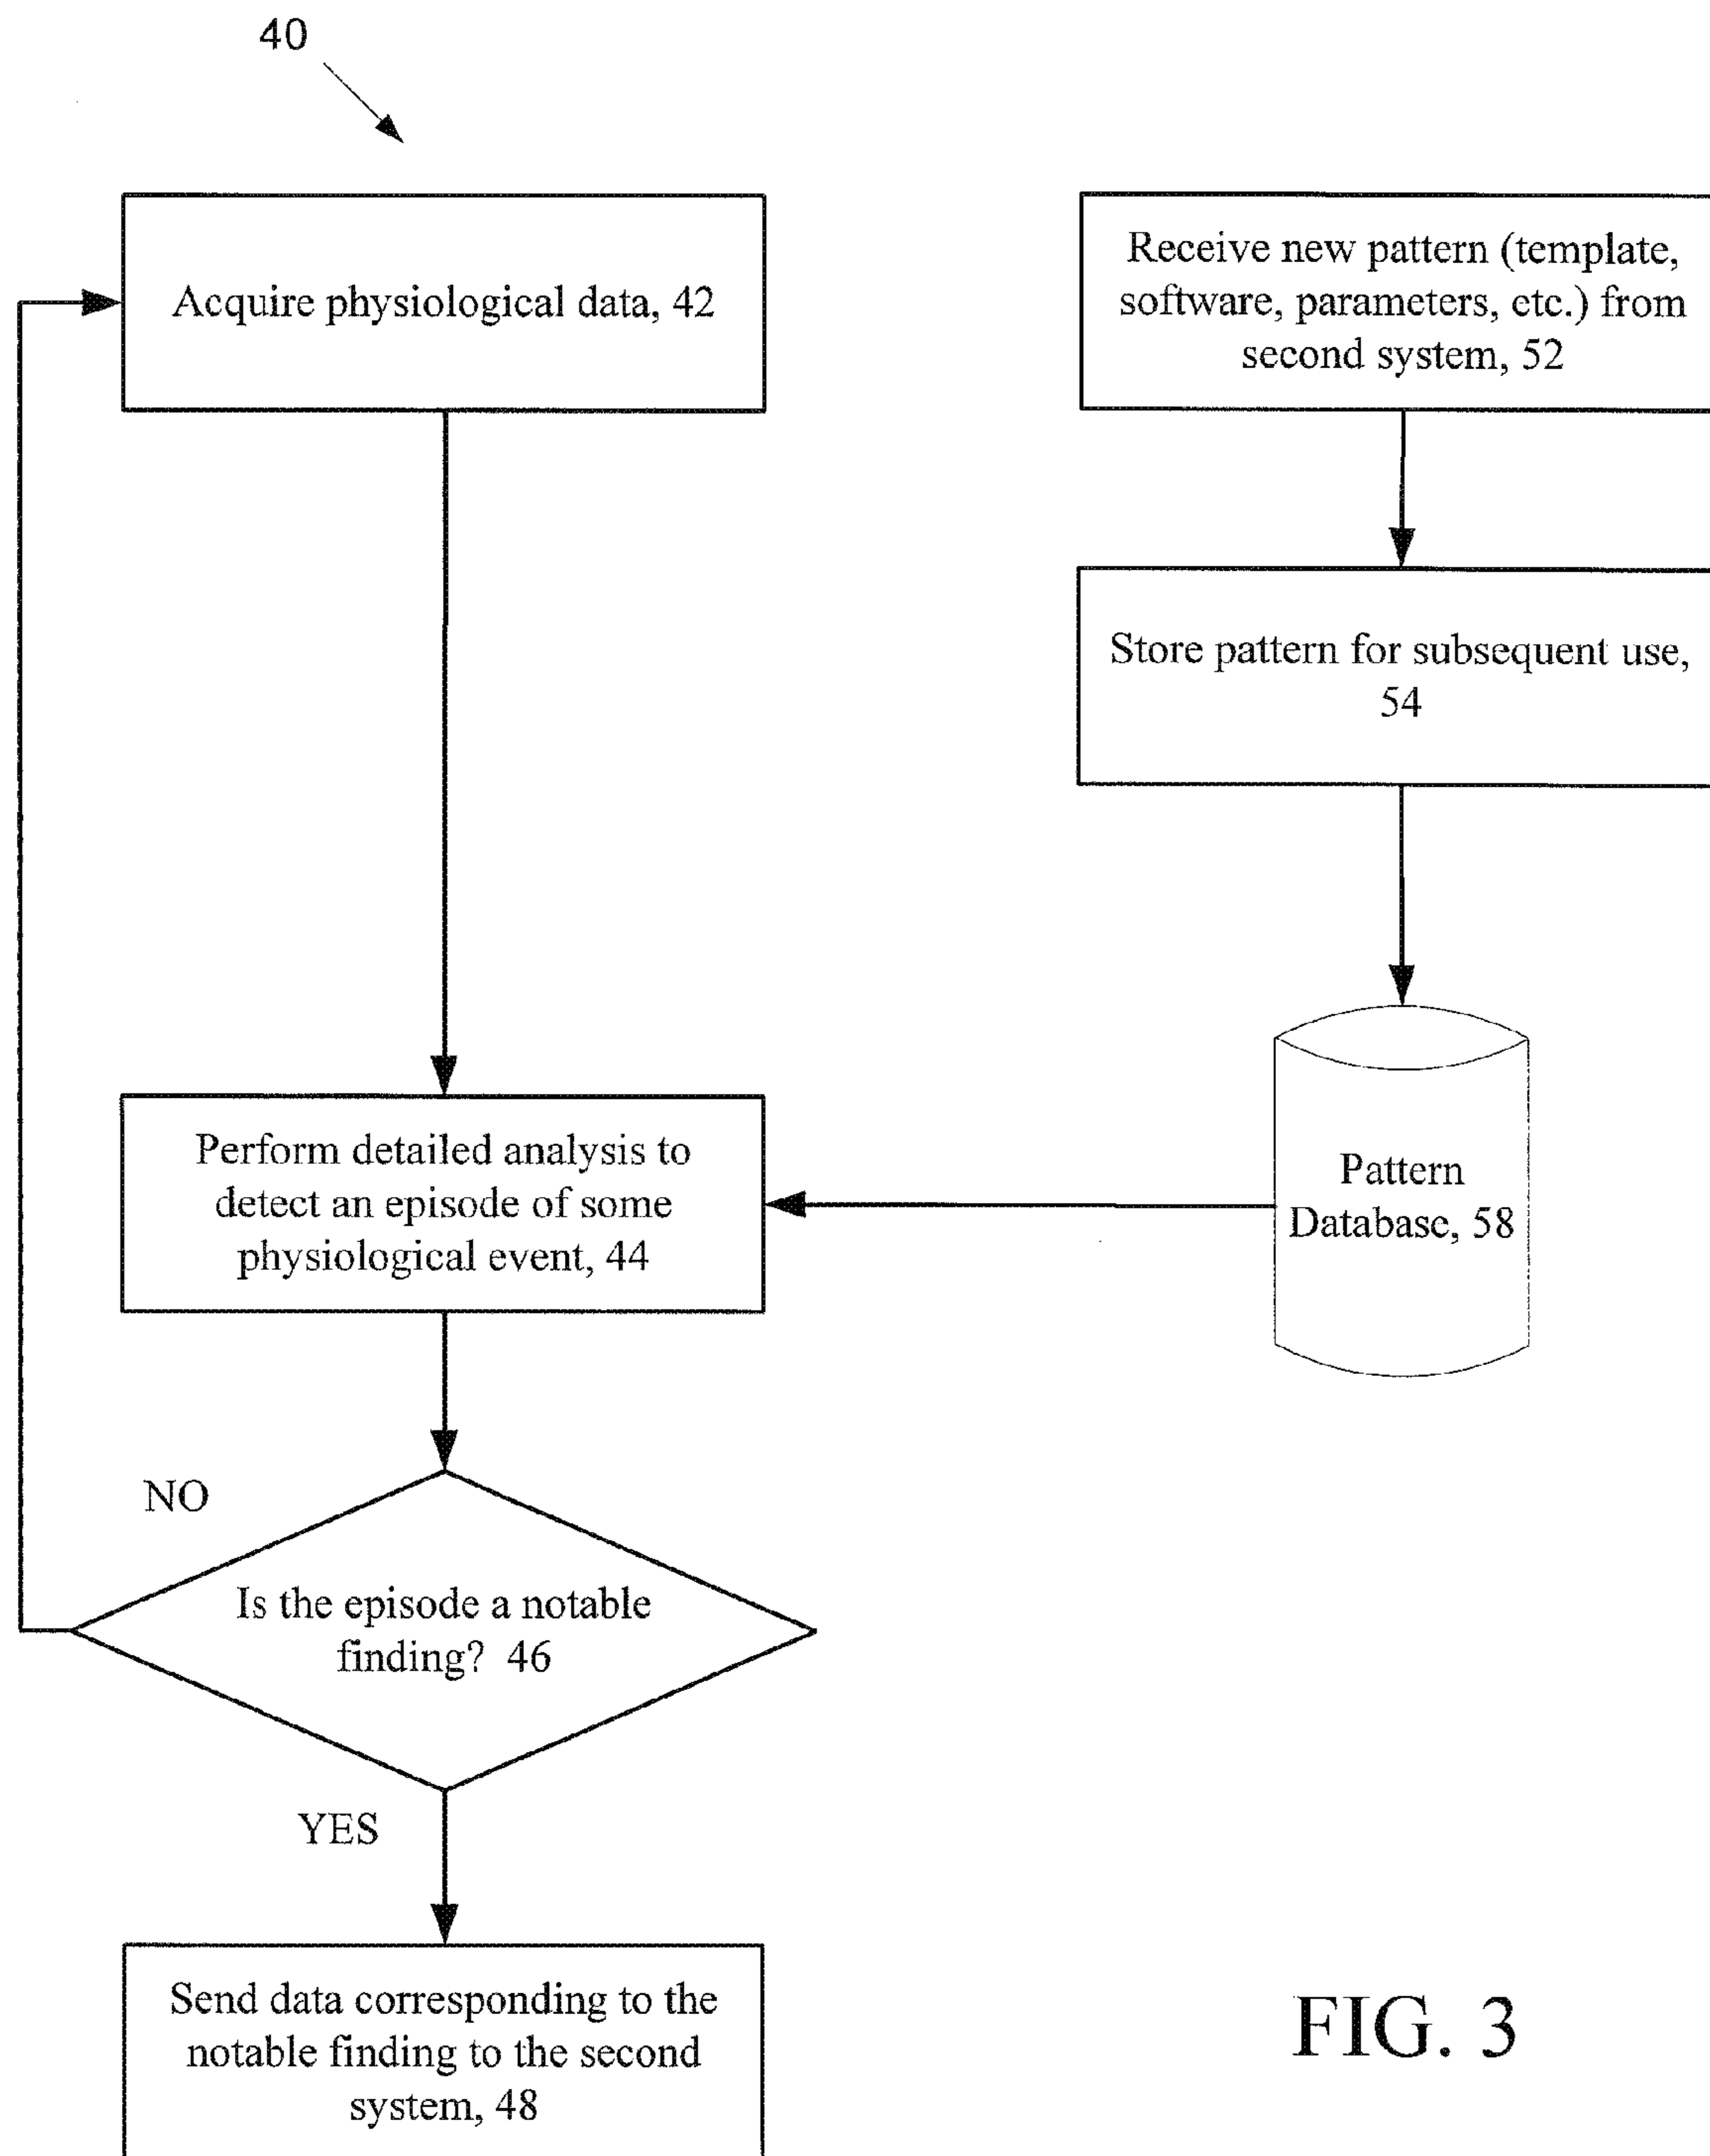 40
Acquire physiological data, 42
Receive new pattern (template,
software, parameters, etc.) from
second system, 52
Store pattern for subsequent use,
54
Perform detailed analysis to
detect an episode of some
physiological event, 44
Pattern
Database, 58
NO
Is the episode a notable
finding? 46
YES
Send data corresponding to the
notable finding to the second
system, 48
FIG. 3